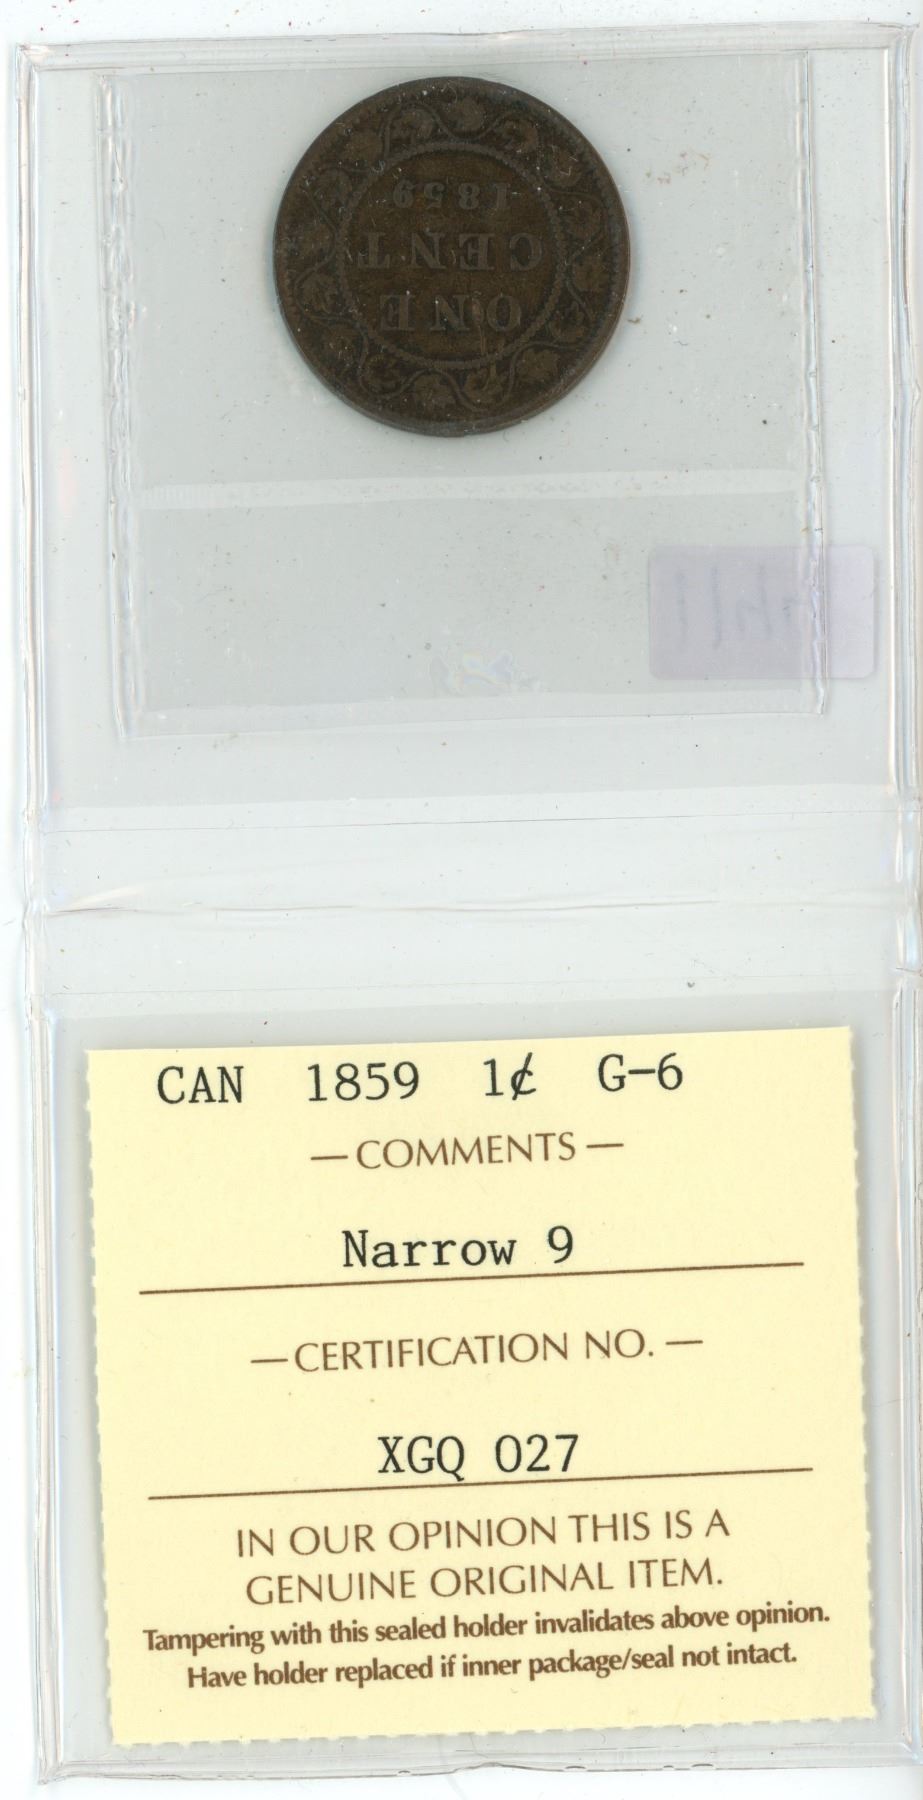 ONE
CENT
1859
CAN 1859 1¢ G-6
—COMMENTS—
Narrow 9
—CERTIFICATION NO.—
XGQ 027
IN OUR OPINION THIS IS A
GENUINE ORIGINAL ITEM.
Tampering with this sealed holder invalidates above opinion.
Have holder replaced if inner package/seal not intact.